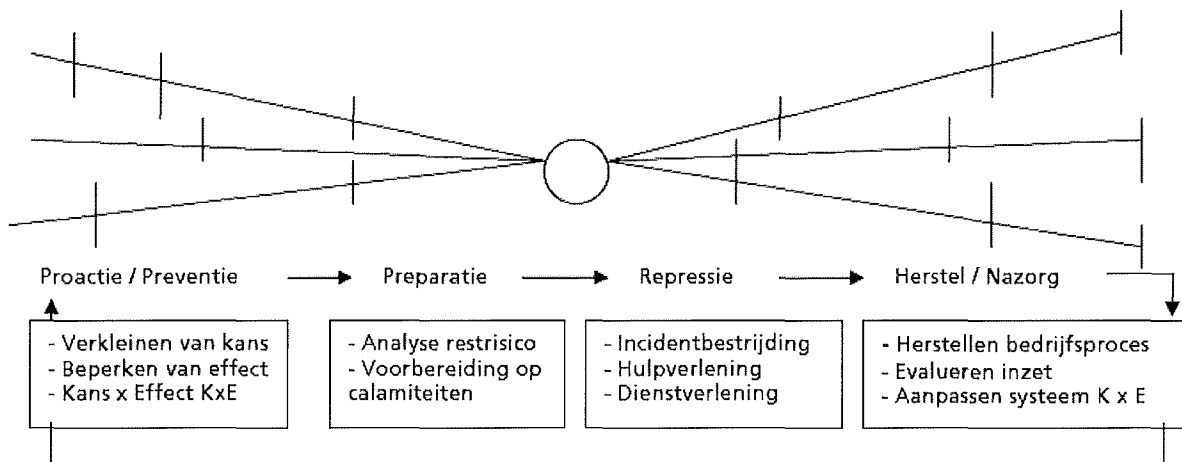 Proactie / Preventie
Preparatie
Repressie
Herstel / Nazorg
- Verkleinen van kans
- Beperken van effect
- Kans x Effect KxE
- Analyse restrisico
- Voorbereiding op
calamiteiten
- Incidentbestrijding
- Hulpverlening
- Dienstverlening
- Herstellen bedrijfsproces
- Evalueren inzet
- Aanpassen systeem K x E